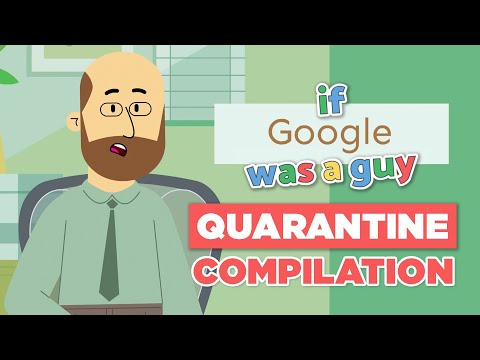 if
Google
was a guy
QUARANTINE
COMPILATION